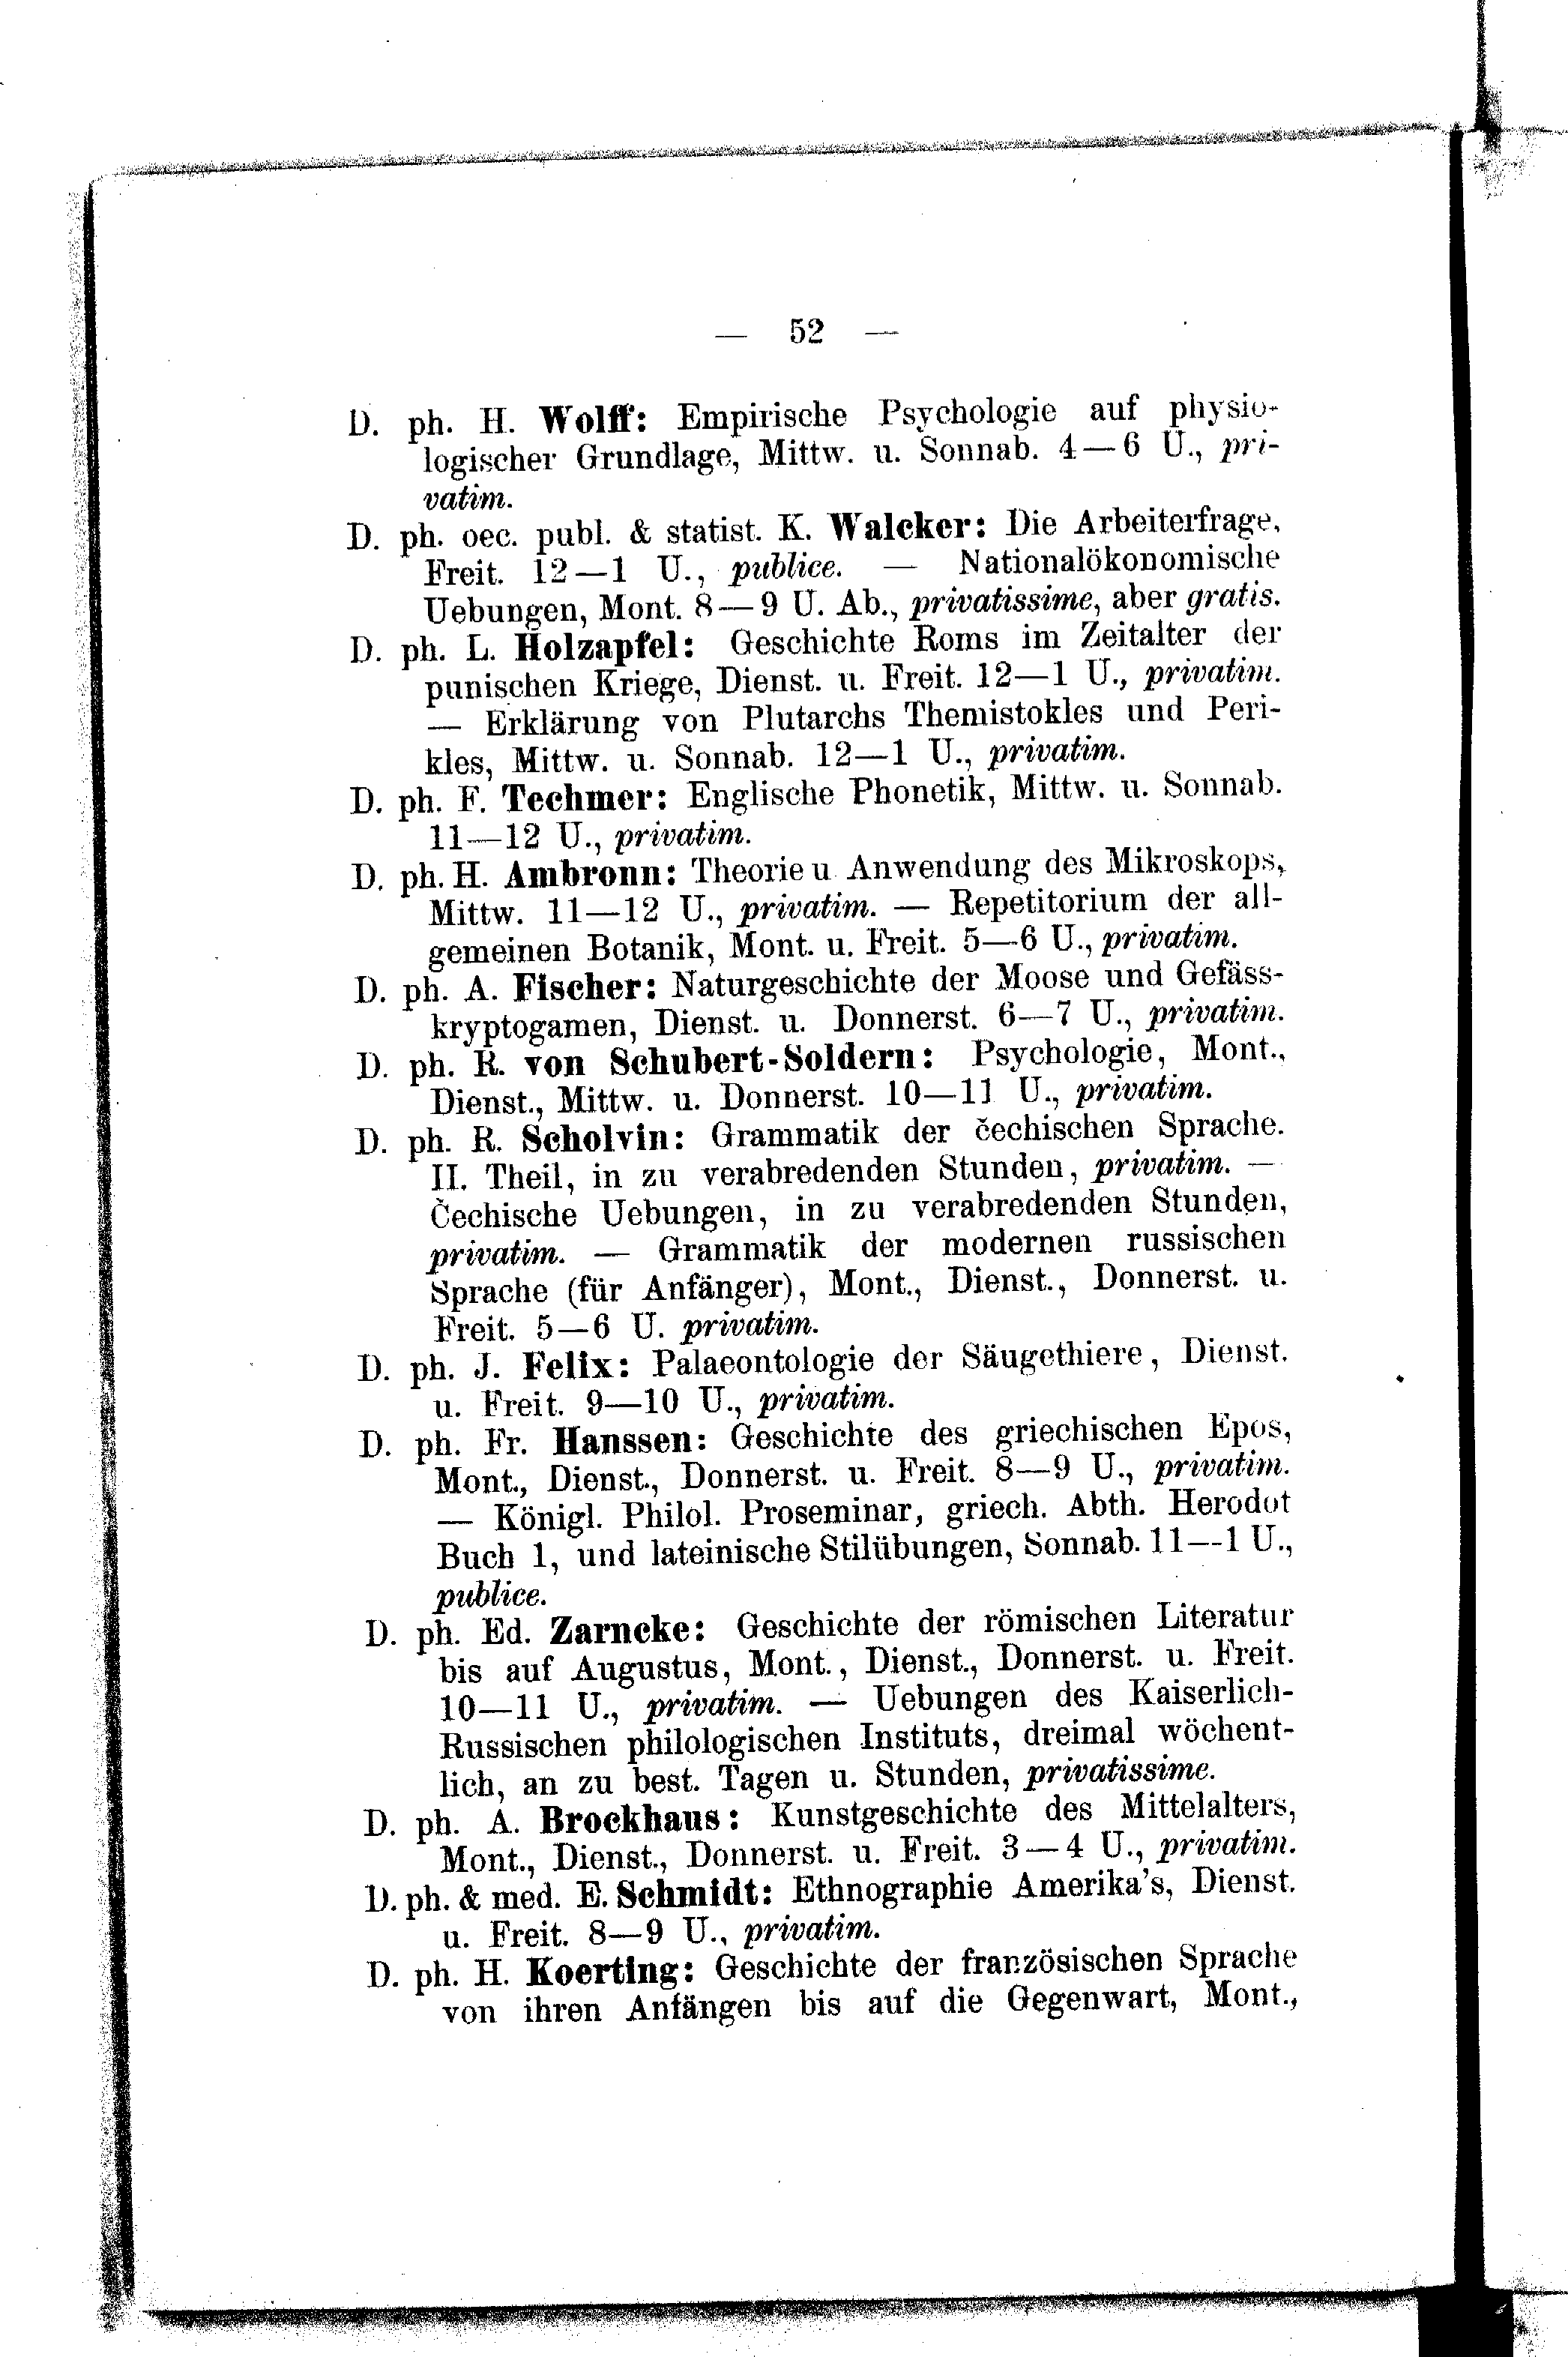 — 52 —
D. ph. H. Wolff: Empirische Psychologie auf physio-
logischer Grundlage, Mittw. u. Sonnab. 4—6 U., pri-
vatim.
D. ph. oec. publ. & statist. K. Walcker: Die Arbeiterfrage,
Freit. 12—1 U., publice. — Nationalökonomische
Uebungen, Mont. 8—9 U. Ab., privatissime, aber gratis.
D. ph. L. Holzapfel: Geschichte Roms im Zeitalter der
punischen Kriege, Dienst. u. Freit. 12—1 U., privatim.
— Erklärung von Plutarchs Themistokles und Peri-
kles, Mittw. u. Sonnab. 12—1 U., privatim.
D. ph. F. Techmer: Englische Phonetik, Mittw. u. Sonnab.
11—12 U., privatim.
D. ph. H. Ambronn: Theorie u. Anwendung des Mikroskops,
Mittw. 11—12 U., privatim. — Repetitorium der all-
gemeinen Botanik, Mont. u. Freit. 5—6 U., privatim.
D. ph. A. Fischer: Naturgeschichte der Moose und Gefäss-
kryptogamen, Dienst. u. Donnerst. 6—7 U., privatim.
D. ph. R. von Schubert-Soldern: Psychologie, Mont.,
Dienst., Mittw. u. Donnerst. 10—11 U., privatim.
D. ph. R. Scholvin: Grammatik der čechischen Sprache.
II. Theil, in zu verabredenden Stunden, privatim. —
Čechische Uebungen, in zu verabredenden Stunden,
privatim. — Grammatik der modernen russischen
Sprache (für Anfänger), Mont., Dienst., Donnerst. u.
Freit. 5—6 U. privatim.
D. ph. J. Felix: Palaeontologie der Säugethiere, Dienst.
u. Freit. 9—10 U., privatim.
D. ph. Fr. Hanssen: Geschichte des griechischen Epos,
Mont., Dienst., Donnerst. u. Freit. 8—9 U., privatim.
— Königl. Philol. Proseminar, griech. Abth. Herodot
Buch 1, und lateinische Stilübungen, Sonnab. 11—1 U.,
publice.
D. ph. Ed. Zarncke: Geschichte der römischen Literatur
bis auf Augustus, Mont., Dienst., Donnerst. u. Freit.
10—11 U., privatim. — Uebungen des Kaiserlich-
Russischen philologischen Instituts, dreimal wöchent-
lich, an zu best. Tagen u. Stunden, privatissime.
D. ph. A. Brockhaus: Kunstgeschichte des Mittelalters,
Mont., Dienst., Donnerst. u. Freit. 3—4 U., privatim.
D. ph. & med. E. Schmidt: Ethnographie Amerika's, Dienst.
u. Freit. 8—9 U., privatim.
D. ph. H. Koerting: Geschichte der französischen Sprache
von ihren Anfängen bis auf die Gegenwart, Mont.,